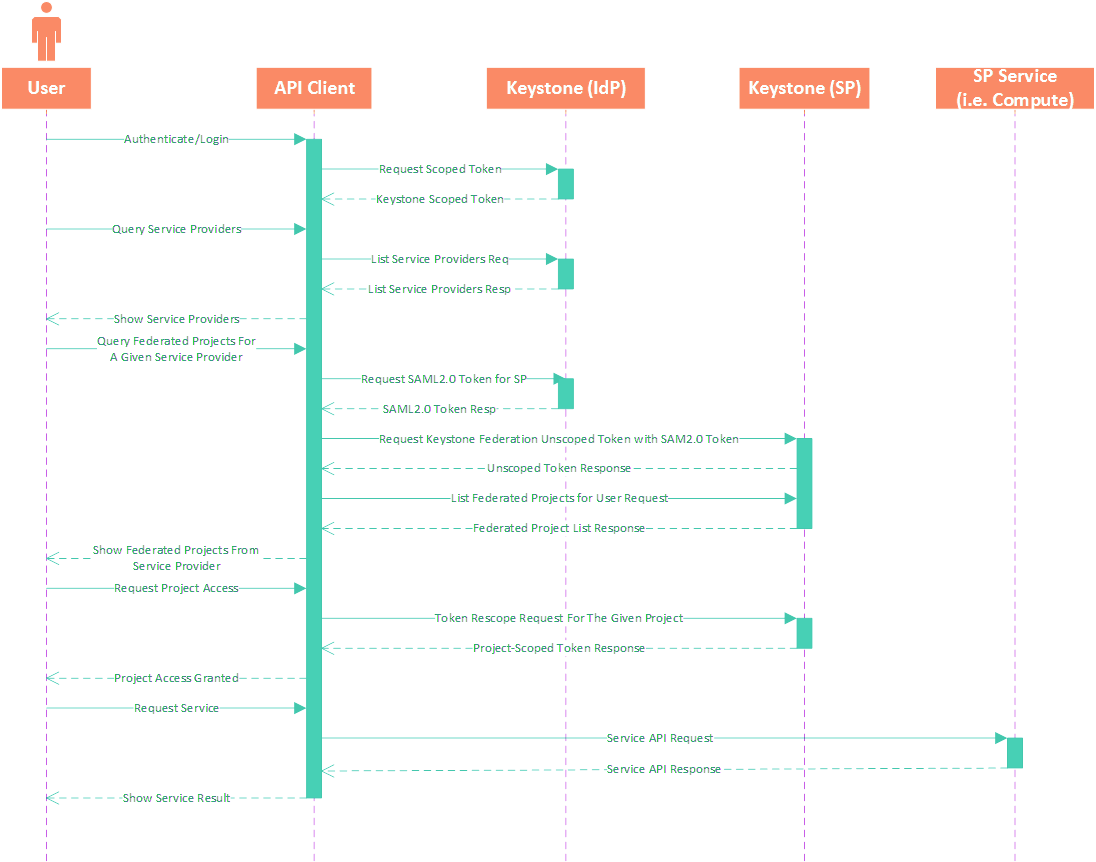 User
API Client
Keystone (IdP)
Keystone (SP)
SP Service
(i.e. Compute)
Authenticate/Login
Request Scoped Token
Keystone Scoped Token
Query Service Providers
List Service Providers Req
List Service Providers Resp
Show Service Providers
Query Federated Projects For
A Given Service Provider
Request SAML2.0 Token for SP
SAML2.0 Token Resp
Request Keystone Federation Unscoped Token with SAM2.0 Token
Unscoped Token Response
List Federated Projects for User Request
Federated Project List Response
Show Federated Projects From
Service Provider
Request Project Access
Token Rescope Request For The Given Project
Project-Scoped Token Response
Project Access Granted
Request Service
Service API Request
Service API Response
Show Service Result